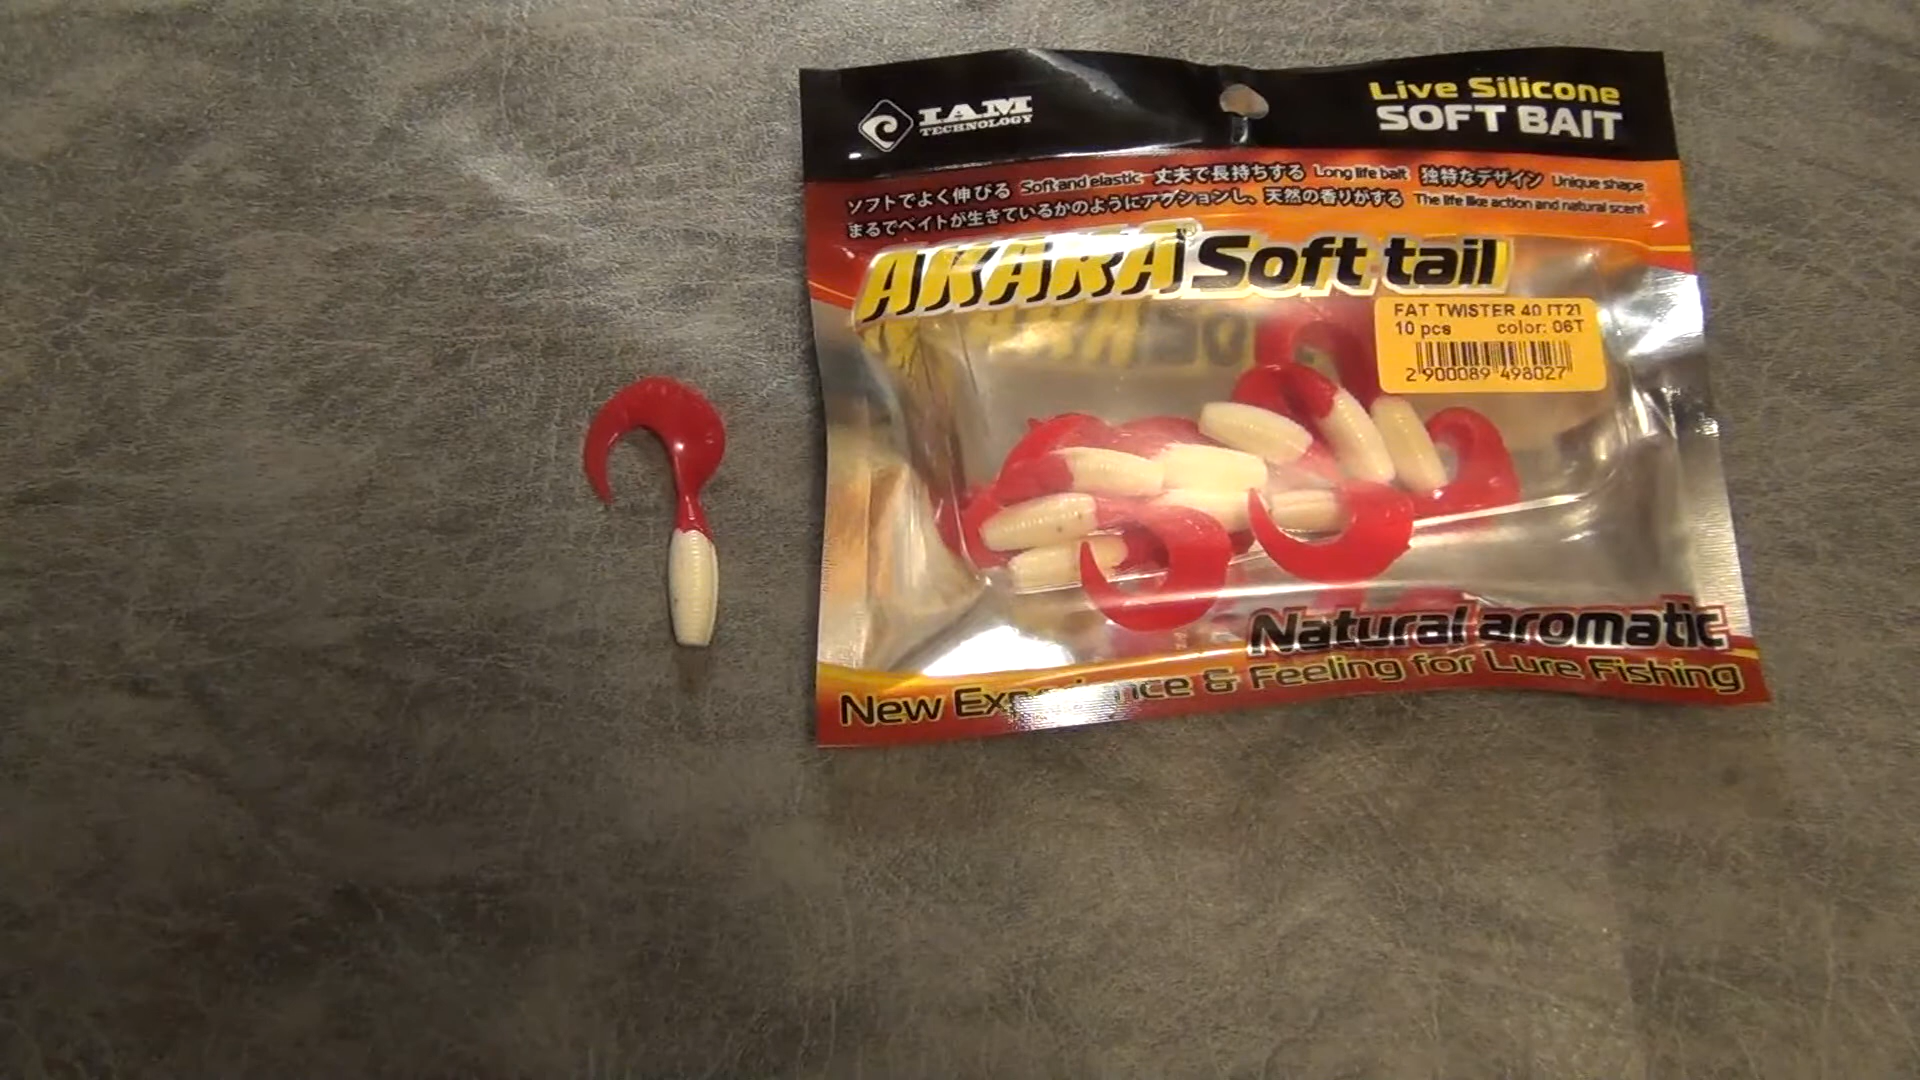 IAM
TECHNOLOGY
Live Silicone
SOFT BAIT
ソフトでよく伸びる Soft and elastic 丈夫で長持ちする Long life bait 独特なデザイン Unique shape
まるでベイトが生きているかのようにアクションし、天然の香りがする The life like action and natural scent
AKARA® Soft tail
FAT TWISTER 40 (T2)
10 pcs color: 06T
2 900089 498027
Natural aromatic
New Experience & Feeling for Lure Fishing